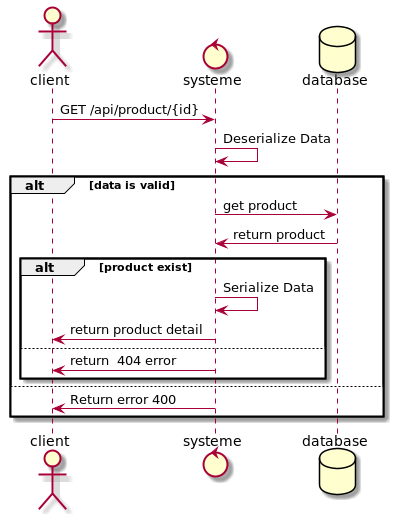 client
systeme
database
GET /api/product/{id}
Deserialize Data
alt [data is valid]
get product
return product
alt [product exist]
Serialize Data
return product detail
return  404 error
Return error 400
client
systeme
database